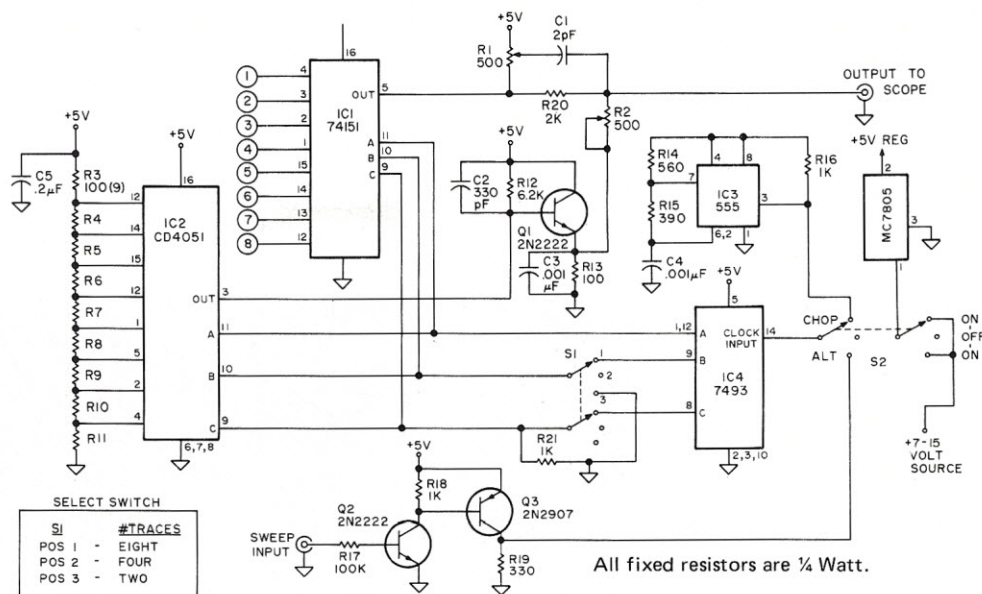 +5V
C5
.2µF
R3
100(9)
R4
R5
R6
R7
R8
R9
R10
R11
+5V
16
IC2
CD4051
12
14
15
12
1
5
2
4
OUT
3
A
11
B
10
C
9
6,7,8
16
1
2
3
4
5
6
7
8
4
3
2
1
15
14
13
12
IC1
74151
OUT
5
A
11
B
10
C
9
+5V
R1
500
C1
2pF
R20
2K
R2
500
OUTPUT TO
SCOPE
+5V
C2
330
pF
R12
6.2K
Q1
2N2222
C3
.001
µF
R13
100
R14
560
R15
390
C4
.001µF
4
8
7
IC3
555
3
6,2
1
R16
1K
+5V REG
2
MC7805
3
1
+5V
5
1,12
A
CLOCK
INPUT
14
9
B
IC4
7493
8
C
2,3,10
CHOP
ALT
S2
ON
OFF
ON
+7-15
VOLT
SOURCE
S1
1
2
3
R21
1K
+5V
R18
1K
Q2
2N2222
Q3
2N2907
SWEEP
INPUT
R17
100K
R19
330
All fixed resistors are ¼ Watt.
SELECT SWITCH
S1 #TRACES
POS 1 - EIGHT
POS 2 - FOUR
POS 3 - TWO